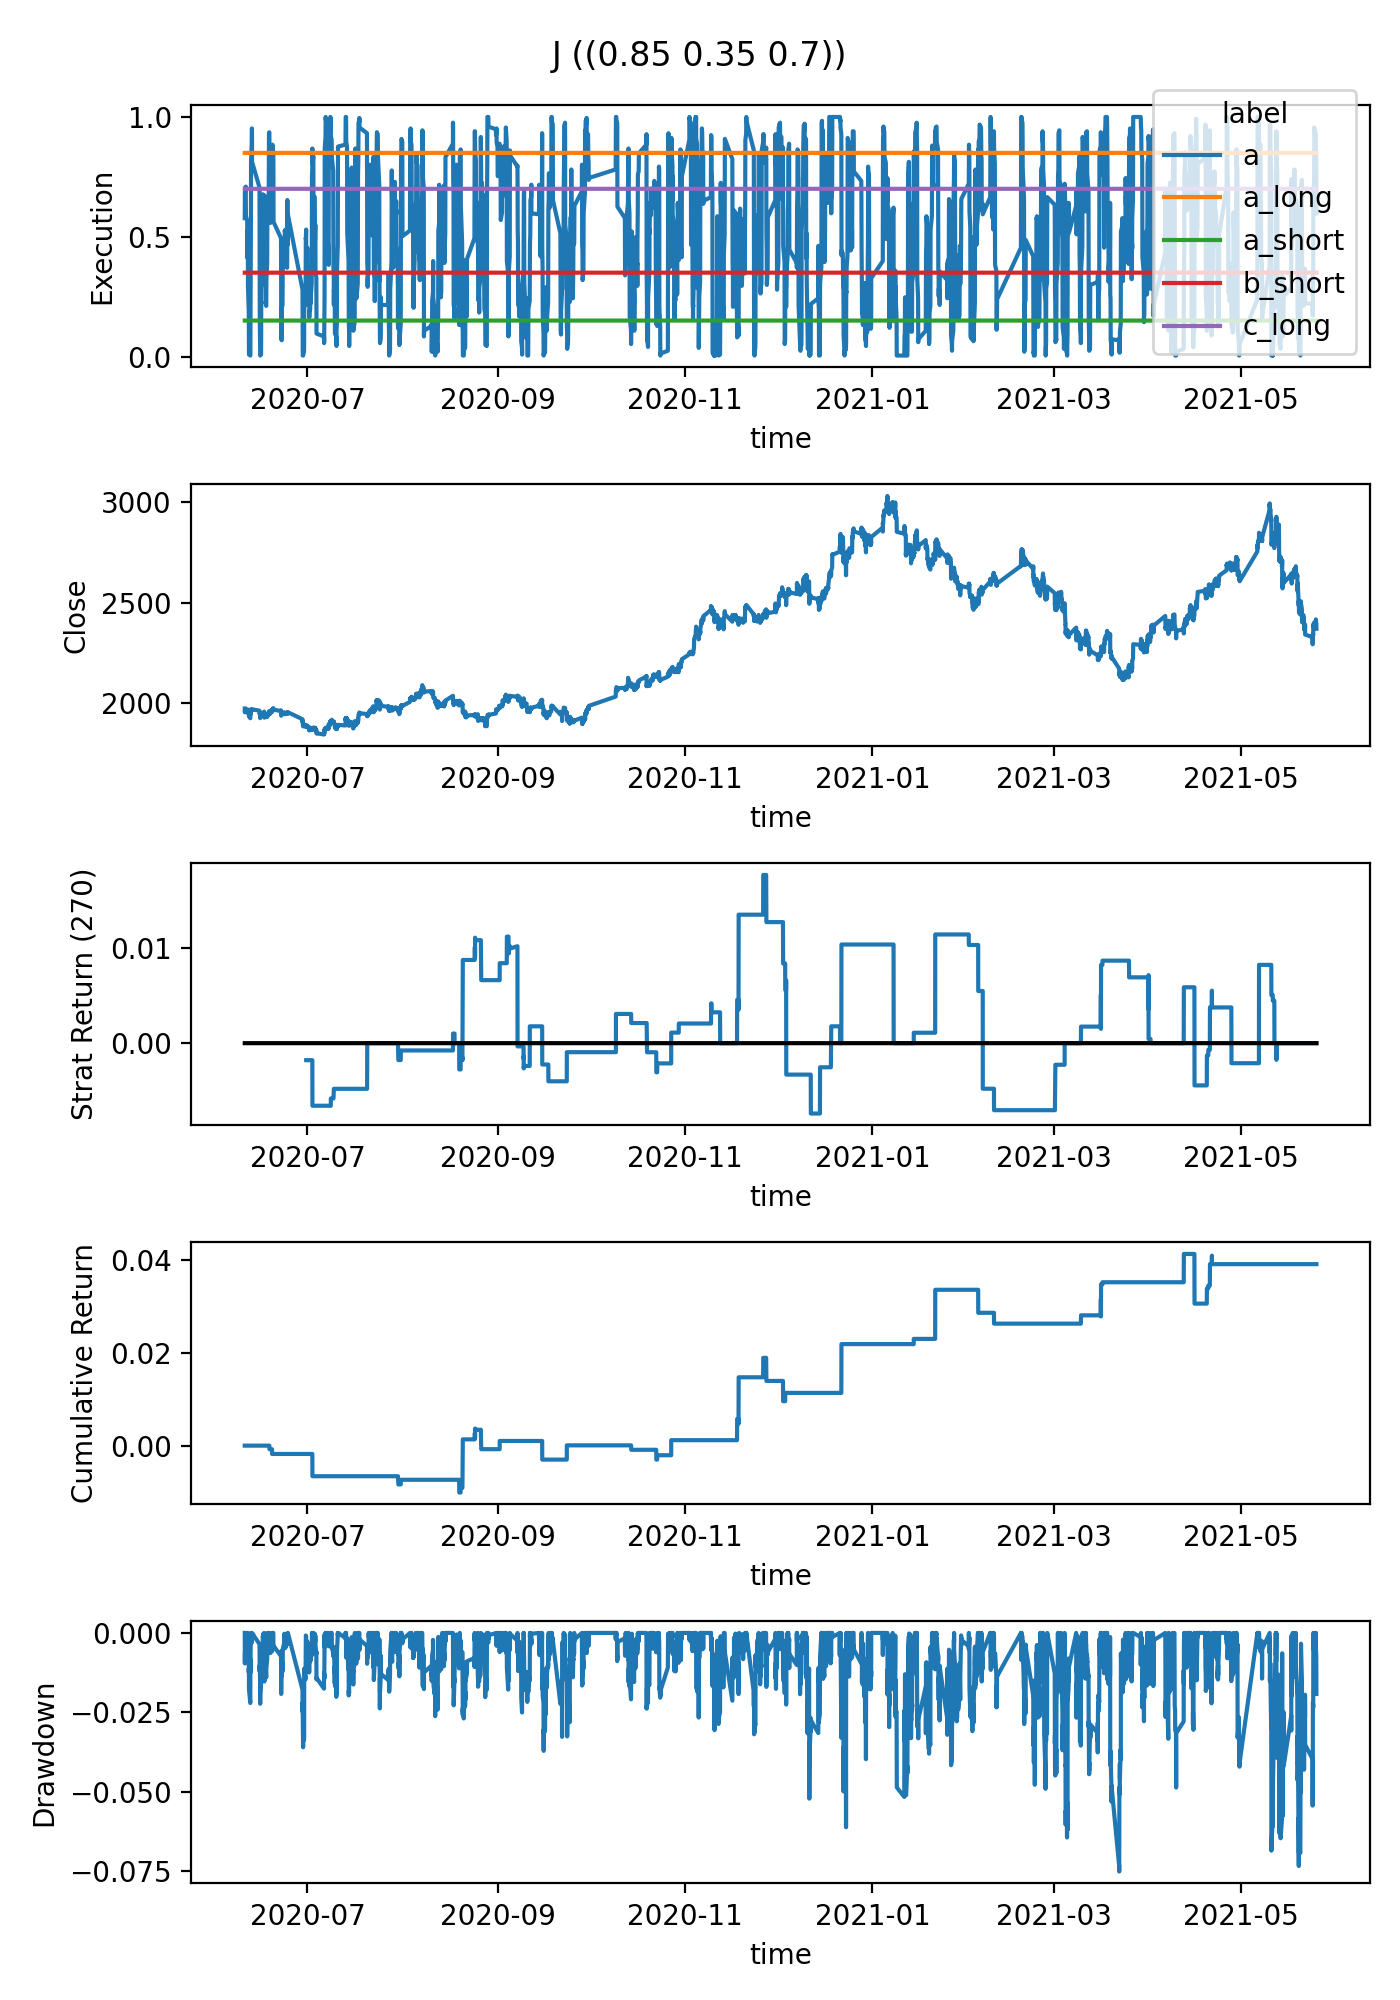 J ((0.85 0.35 0.7))
label
a
a_long
a_short
b_short
c_long
Execution
1.0
0.5
0.0
2020-07 2020-09 2020-11 2021-01 2021-03 2021-05
time
Close
3000
2500
2000
2020-07 2020-09 2020-11 2021-01 2021-03 2021-05
time
Strat Return (270)
0.01
0.00
2020-07 2020-09 2020-11 2021-01 2021-03 2021-05
time
Cumulative Return
0.04
0.02
0.00
2020-07 2020-09 2020-11 2021-01 2021-03 2021-05
time
Drawdown
0.000
−0.025
−0.050
−0.075
2020-07 2020-09 2020-11 2021-01 2021-03 2021-05
time